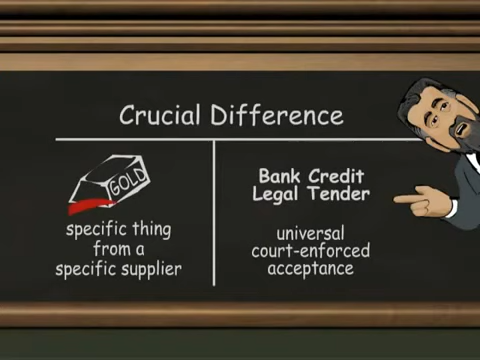 Crucial Difference
GOLD
specific thing
from a
specific supplier
Bank Credit
Legal Tender
universal
court-enforced
acceptance